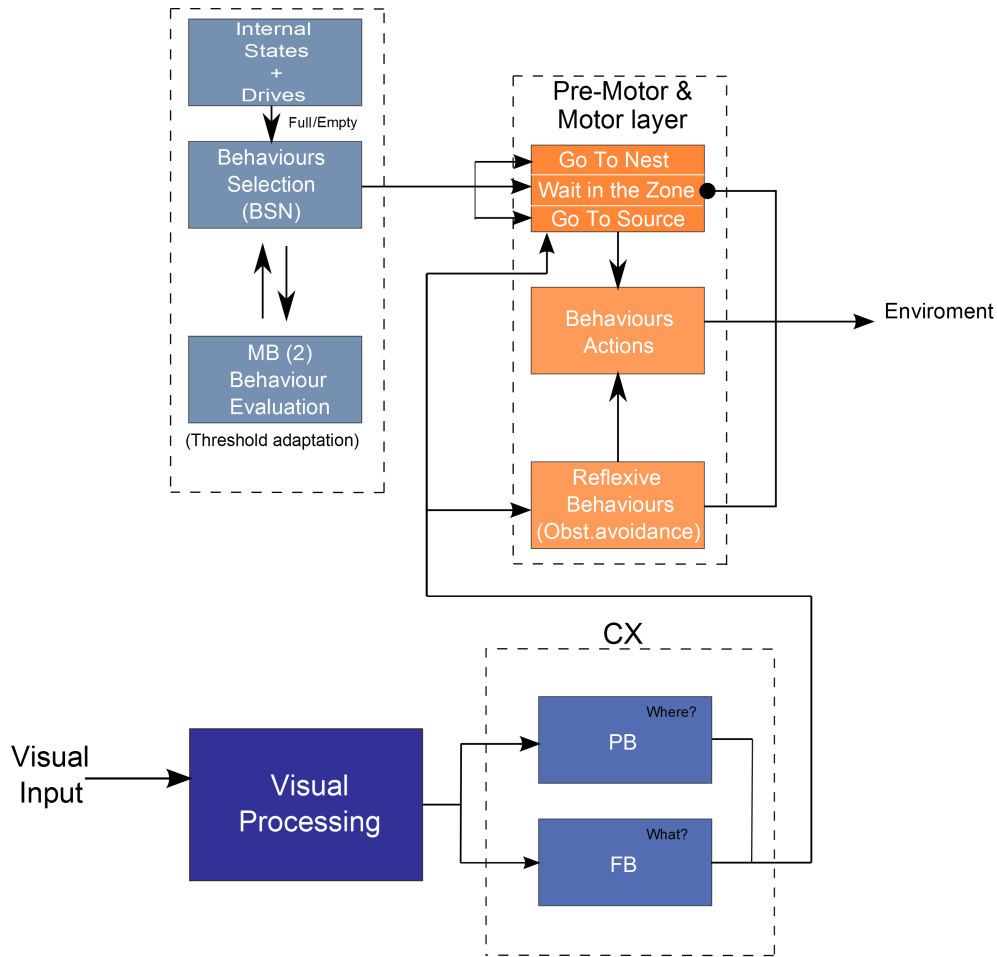 Internal
States
+
Drives
Full/Empty
Behaviours
Selection
(BSN)
MB (2)
Behaviour
Evaluation
(Threshold adaptation)
Pre-Motor &
Motor layer
Go To Nest
Wait in the Zone
Go To Source
Behaviours
Actions
Enviroment
Reflexive
Behaviours
(Obst.avoidance)
CX
Where?
PB
What?
FB
Visual
Input
Visual
Processing